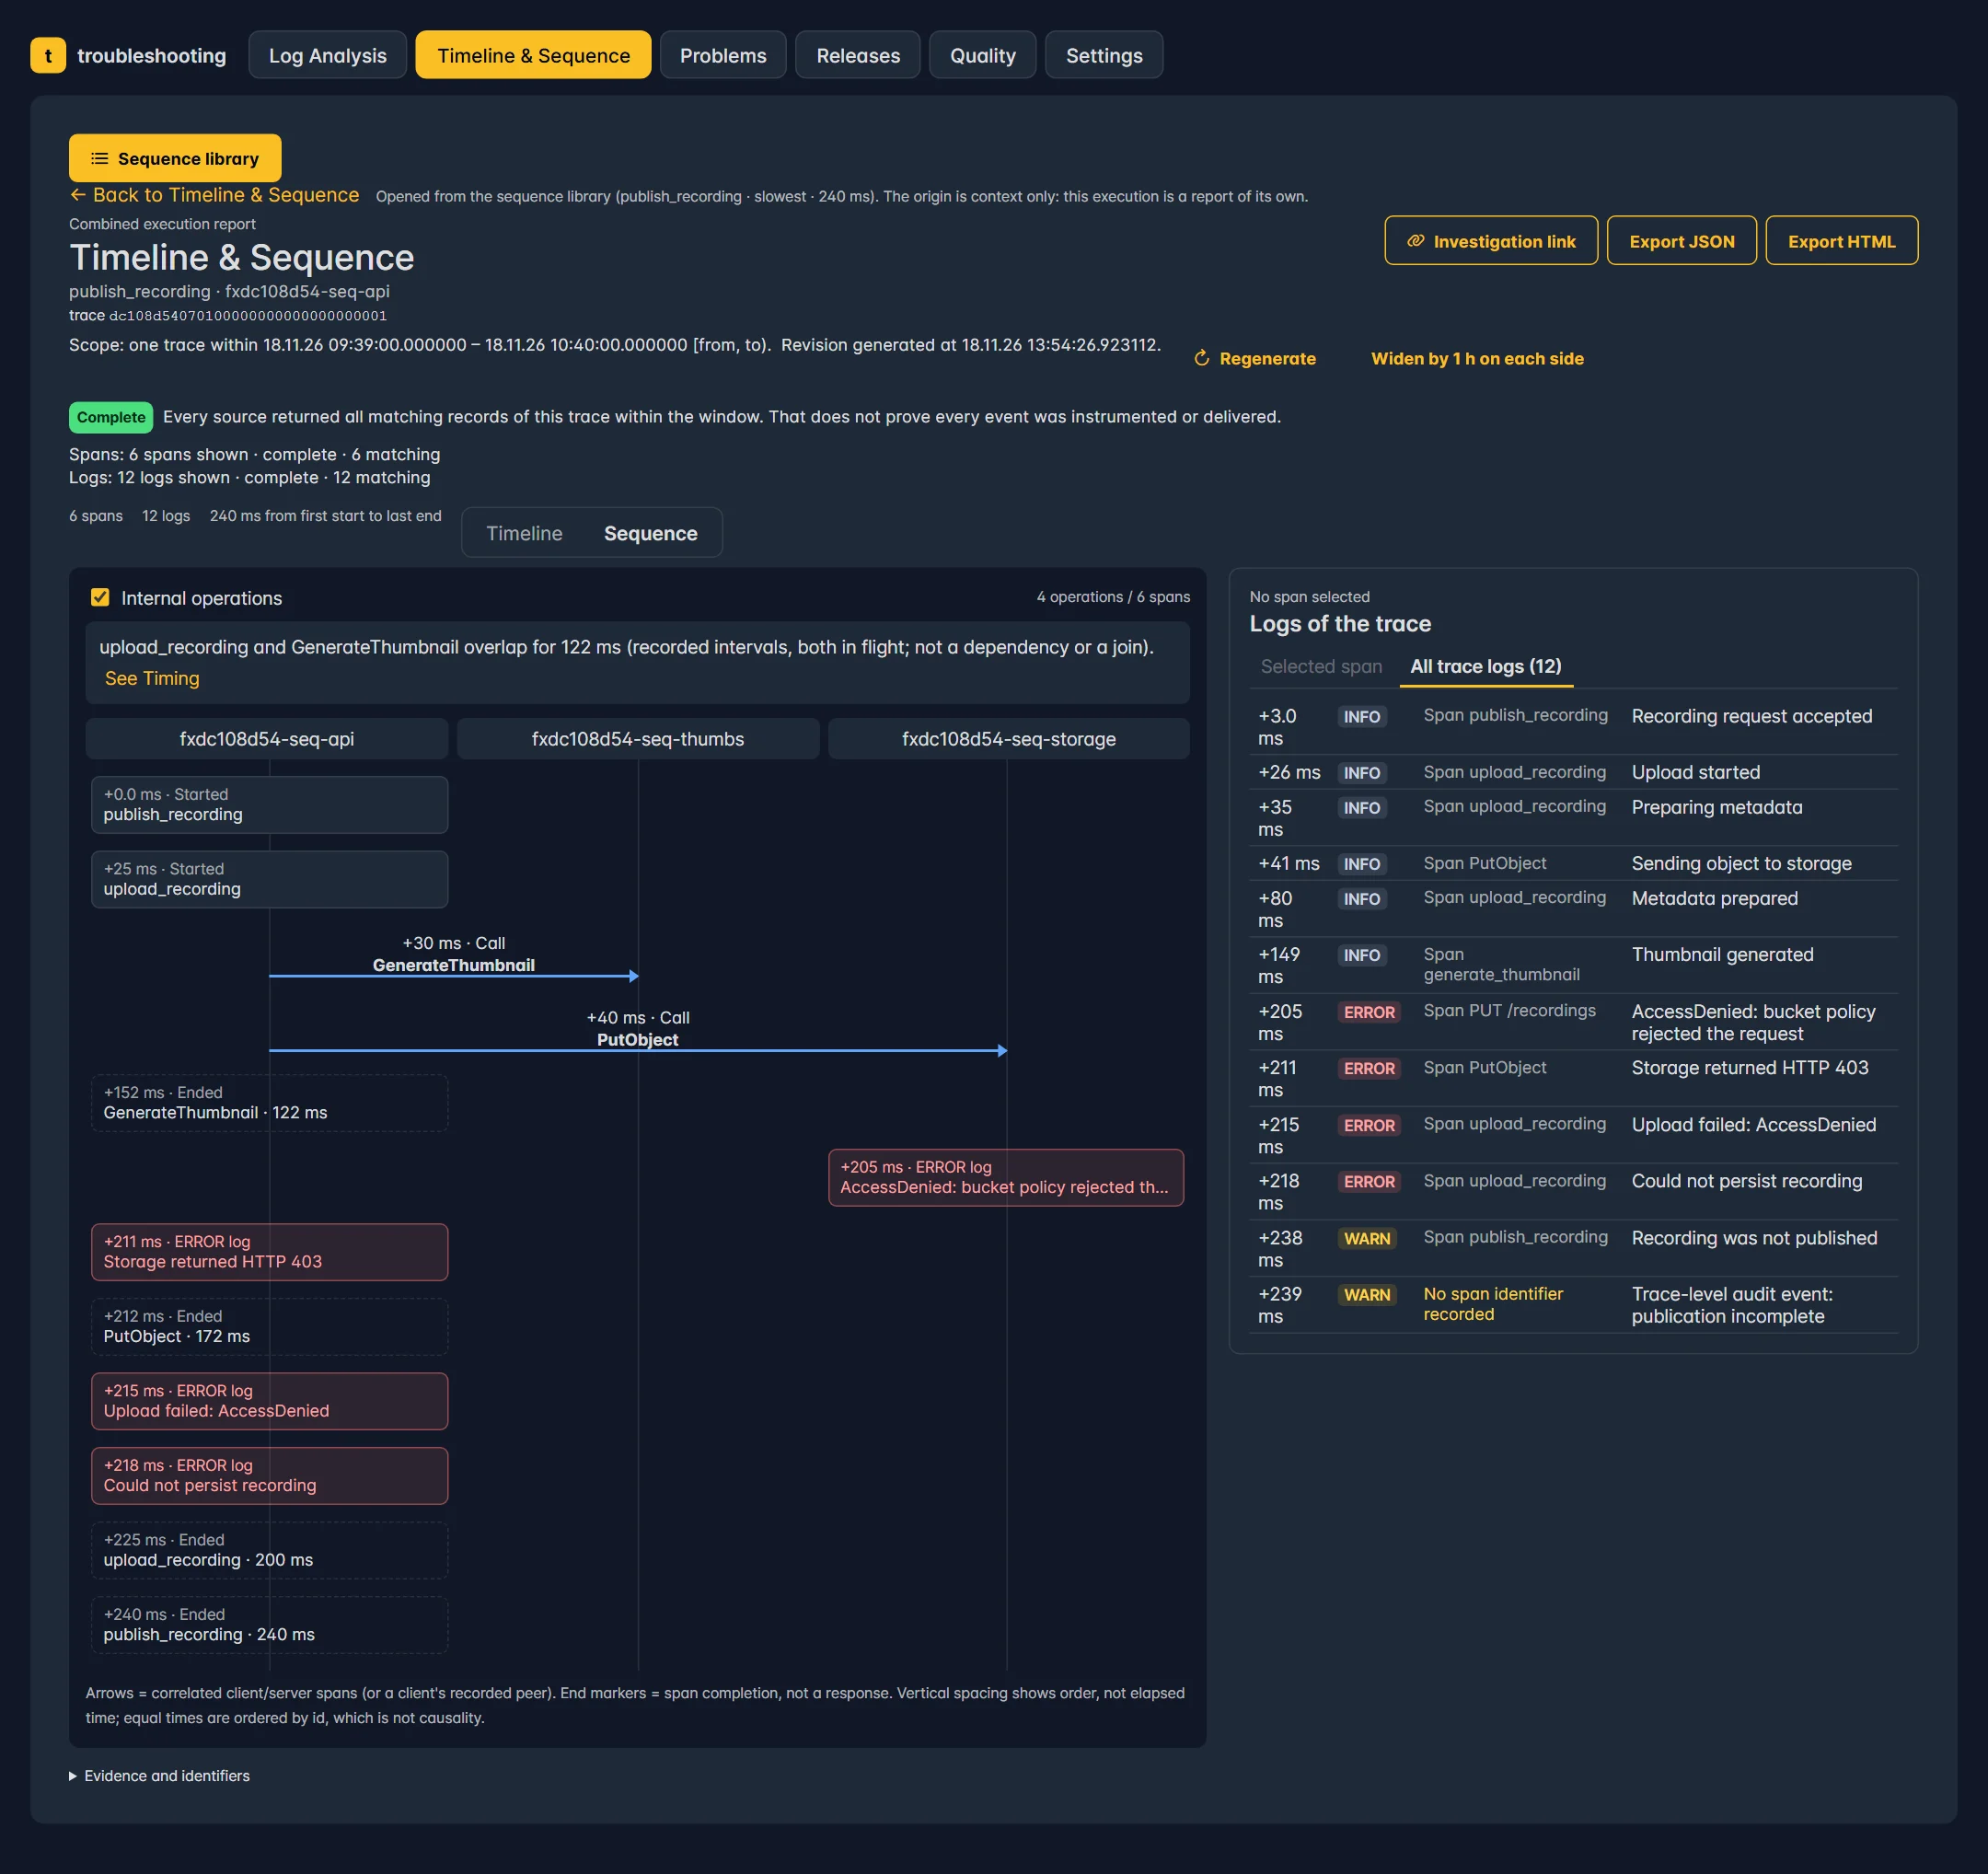 t troubleshooting Log Analysis Timeline & Sequence Problems Releases Quality Settings
Sequence library
← Back to Timeline & Sequence Opened from the sequence library (publish_recording · slowest · 240 ms). The origin is context only: this execution is a report of its own.
Combined execution report
Timeline & Sequence
Investigation link Export JSON Export HTML
publish_recording · fxdc108d54-seq-api
trace dc108d54070100000000000000000001
Scope: one trace within 18.11.26 09:39:00.000000 – 18.11.26 10:40:00.000000 [from, to). Revision generated at 18.11.26 13:54:26.923112.
Regenerate Widen by 1 h on each side
Complete Every source returned all matching records of this trace within the window. That does not prove every event was instrumented or delivered.
Spans: 6 spans shown · complete · 6 matching
Logs: 12 logs shown · complete · 12 matching
6 spans 12 logs 240 ms from first start to last end
Timeline Sequence
Internal operations 4 operations / 6 spans
upload_recording and GenerateThumbnail overlap for 122 ms (recorded intervals, both in flight; not a dependency or a join).
See Timing
fxdc108d54-seq-api fxdc108d54-seq-thumbs fxdc108d54-seq-storage
+0.0 ms · Started
publish_recording
+25 ms · Started
upload_recording
+30 ms · Call
GenerateThumbnail
+40 ms · Call
PutObject
+152 ms · Ended
GenerateThumbnail · 122 ms
+205 ms · ERROR log
AccessDenied: bucket policy rejected th...
+211 ms · ERROR log
Storage returned HTTP 403
+212 ms · Ended
PutObject · 172 ms
+215 ms · ERROR log
Upload failed: AccessDenied
+218 ms · ERROR log
Could not persist recording
+225 ms · Ended
upload_recording · 200 ms
+240 ms · Ended
publish_recording · 240 ms
Arrows = correlated client/server spans (or a client's recorded peer). End markers = span completion, not a response. Vertical spacing shows order, not elapsed
time; equal times are ordered by id, which is not causality.
No span selected
Logs of the trace
Selected span All trace logs (12)
+3.0 ms INFO Span publish_recording Recording request accepted
+26 ms INFO Span upload_recording Upload started
+35 ms INFO Span upload_recording Preparing metadata
+41 ms INFO Span PutObject Sending object to storage
+80 ms INFO Span upload_recording Metadata prepared
+149 ms INFO Span generate_thumbnail Thumbnail generated
+205 ms ERROR Span PUT /recordings AccessDenied: bucket policy rejected the request
+211 ms ERROR Span PutObject Storage returned HTTP 403
+215 ms ERROR Span upload_recording Upload failed: AccessDenied
+218 ms ERROR Span upload_recording Could not persist recording
+238 ms WARN Span publish_recording Recording was not published
+239 ms WARN No span identifier recorded Trace-level audit event: publication incomplete
Evidence and identifiers